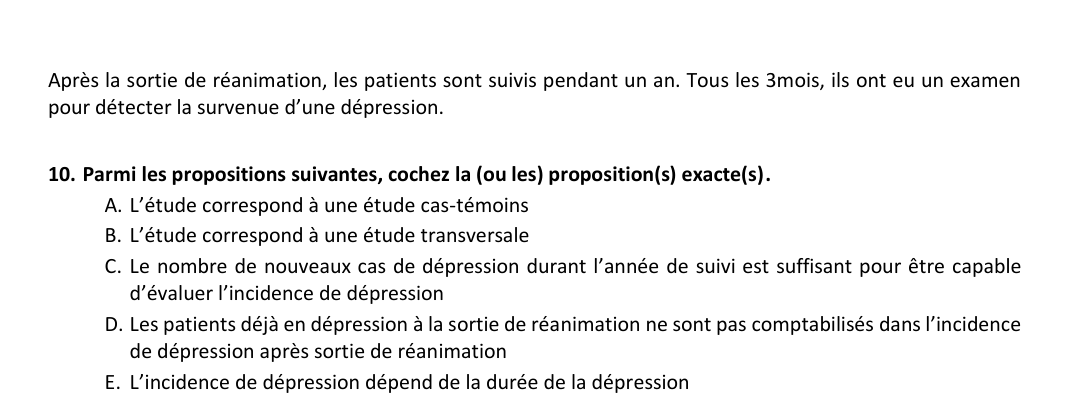 Après la sortie de réanimation, les patients sont suivis pendant un an. Tous les 3mois, ils ont eu un examen
pour détecter la survenue d’une dépression.
10. Parmi les propositions suivantes, cochez la (ou les) proposition(s) exacte(s).
A. L’étude correspond à une étude cas-témoins
B. L’étude correspond à une étude transversale
C. Le nombre de nouveaux cas de dépression durant l’année de suivi est suffisant pour être capable
d’évaluer l’incidence de dépression
D. Les patients déjà en dépression à la sortie de réanimation ne sont pas comptabilisés dans l’incidence
de dépression après sortie de réanimation
E. L’incidence de dépression dépend de la durée de la dépression